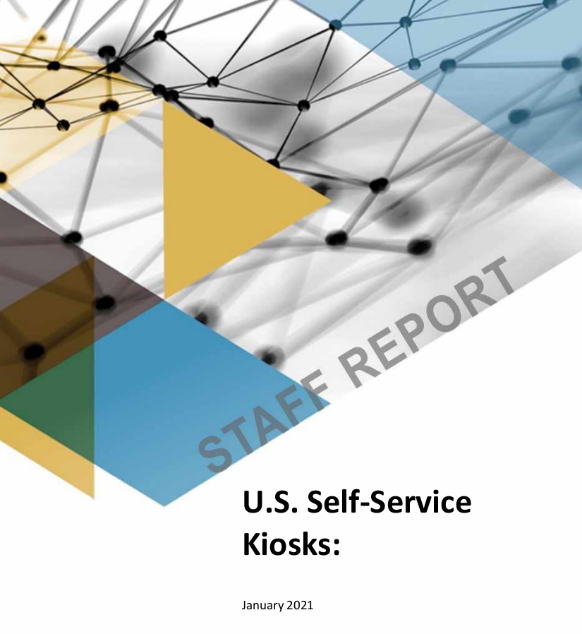 STAFF REPORT
U.S. Self-Service
Kiosks:
January 2021